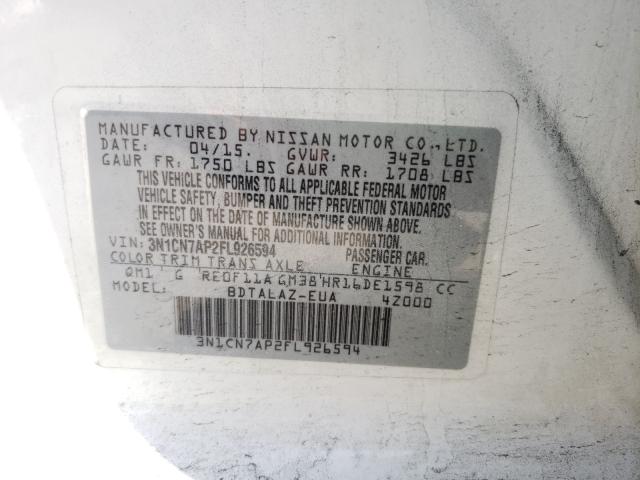 MANUFACTURED BY NISSAN MOTOR CO., LTD.
DATE: 04/15. GVWR: 3426 LBS
GAWR FR: 1750 LBS GAWR RR: 1708 LBS
THIS VEHICLE CONFORMS TO ALL APPLICABLE FEDERAL MOTOR
VEHICLE SAFETY, BUMPER AND THEFT PREVENTION STANDARDS
IN EFFECT ON THE DATE OF MANUFACTURE SHOWN ABOVE.
SEE OWNER'S MANUAL FOR ADDITIONAL INFORMATION.
VIN: 3N1CN7AP2FL926594 PASSENGER CAR.
COLOR TRIM TRANS AXLE ENGINE
QM1 G RE0F11A GM38 HR16DE1598 CC
MODEL: BDTALAZ-EUA 4Z000
3N1CN7AP2FL926594